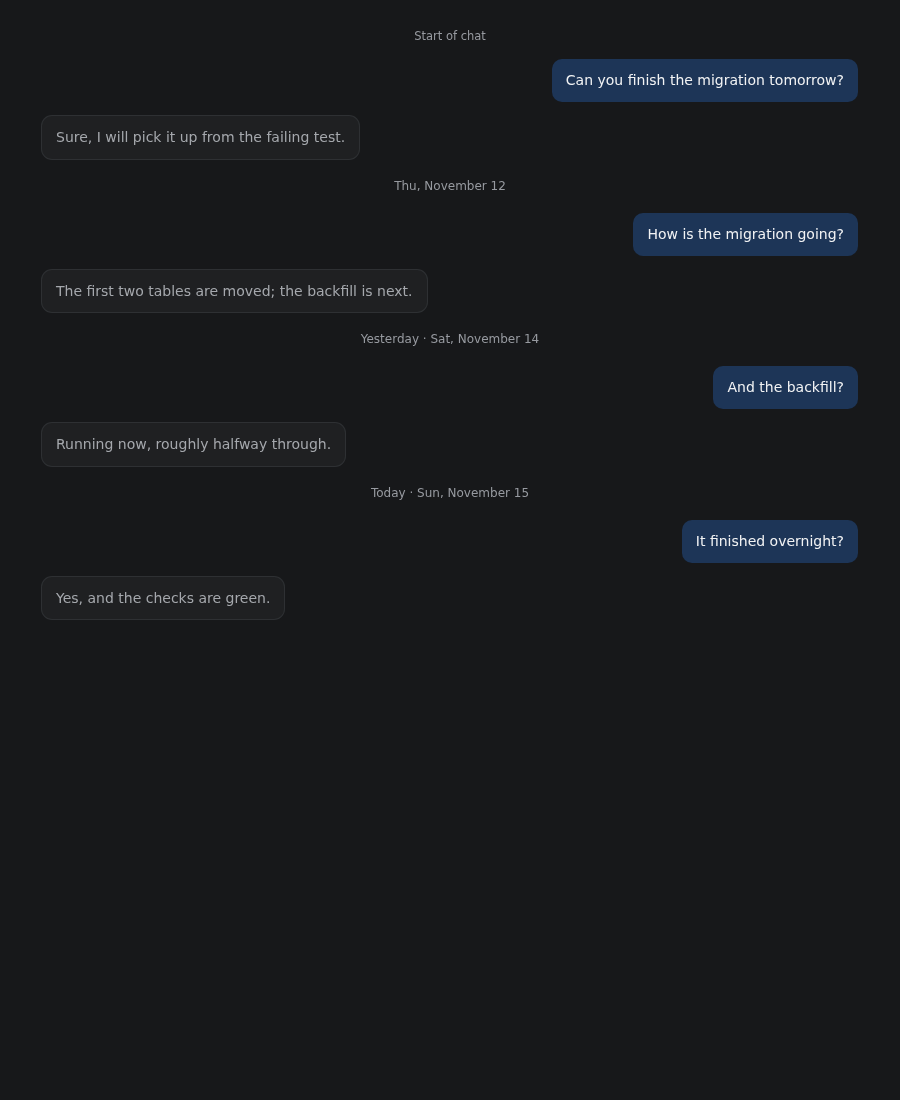 Start of chat
Can you finish the migration tomorrow?
Sure, I will pick it up from the failing test.
Thu, November 12
How is the migration going?
The first two tables are moved; the backfill is next.
Yesterday · Sat, November 14
And the backfill?
Running now, roughly halfway through.
Today · Sun, November 15
It finished overnight?
Yes, and the checks are green.